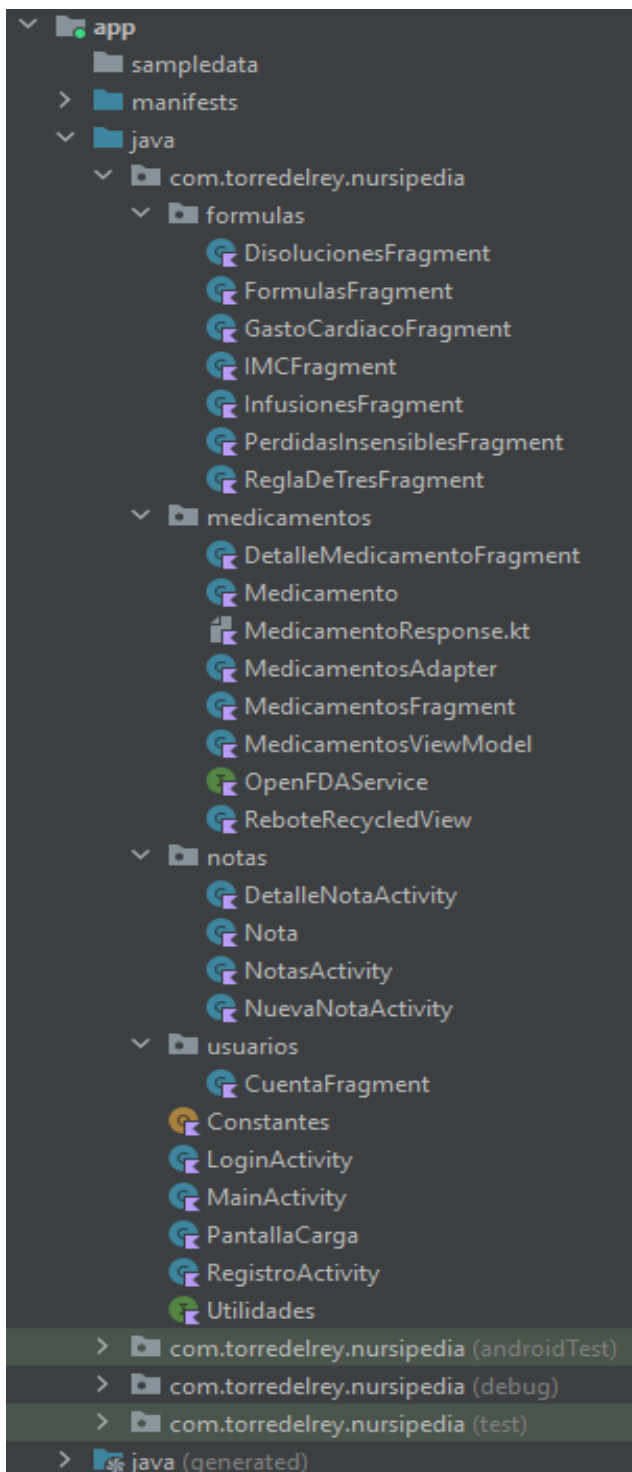 app
sampledata
manifests
java
com.torredelrey.nursipedia
formulas
DisolucionesFragment
FormulasFragment
GastoCardiacoFragment
IMCFragment
InfusionesFragment
PerdidasInsensiblesFragment
ReglaDeTresFragment
medicamentos
DetalleMedicamentoFragment
Medicamento
MedicamentoResponse.kt
MedicamentosAdapter
MedicamentosFragment
MedicamentosViewModel
OpenFDAService
ReboteRecycledView
notas
DetalleNotaActivity
Nota
NotasActivity
NuevaNotaActivity
usuarios
CuentaFragment
Constantes
LoginActivity
MainActivity
PantallaCarga
RegistroActivity
Utilidades
com.torredelrey.nursipedia (androidTest)
com.torredelrey.nursipedia (debug)
com.torredelrey.nursipedia (test)
java (generated)